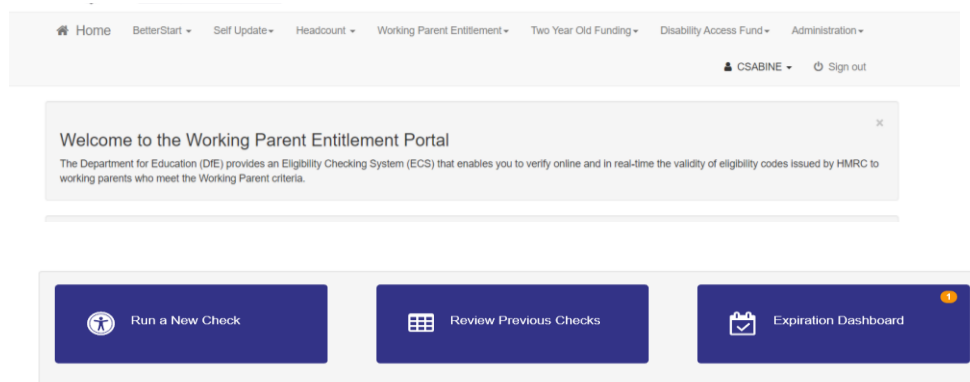 Home BetterStart Self Update Headcount Working Parent Entitlement Two Year Old Funding Disability Access Fund Administration
CSABINE Sign out
×
Welcome to the Working Parent Entitlement Portal
The Department for Education (DfE) provides an Eligibility Checking System (ECS) that enables you to verify online and in real-time the validity of eligibility codes issued by HMRC to
working parents who meet the Working Parent criteria.
1
Run a New Check Review Previous Checks Expiration Dashboard